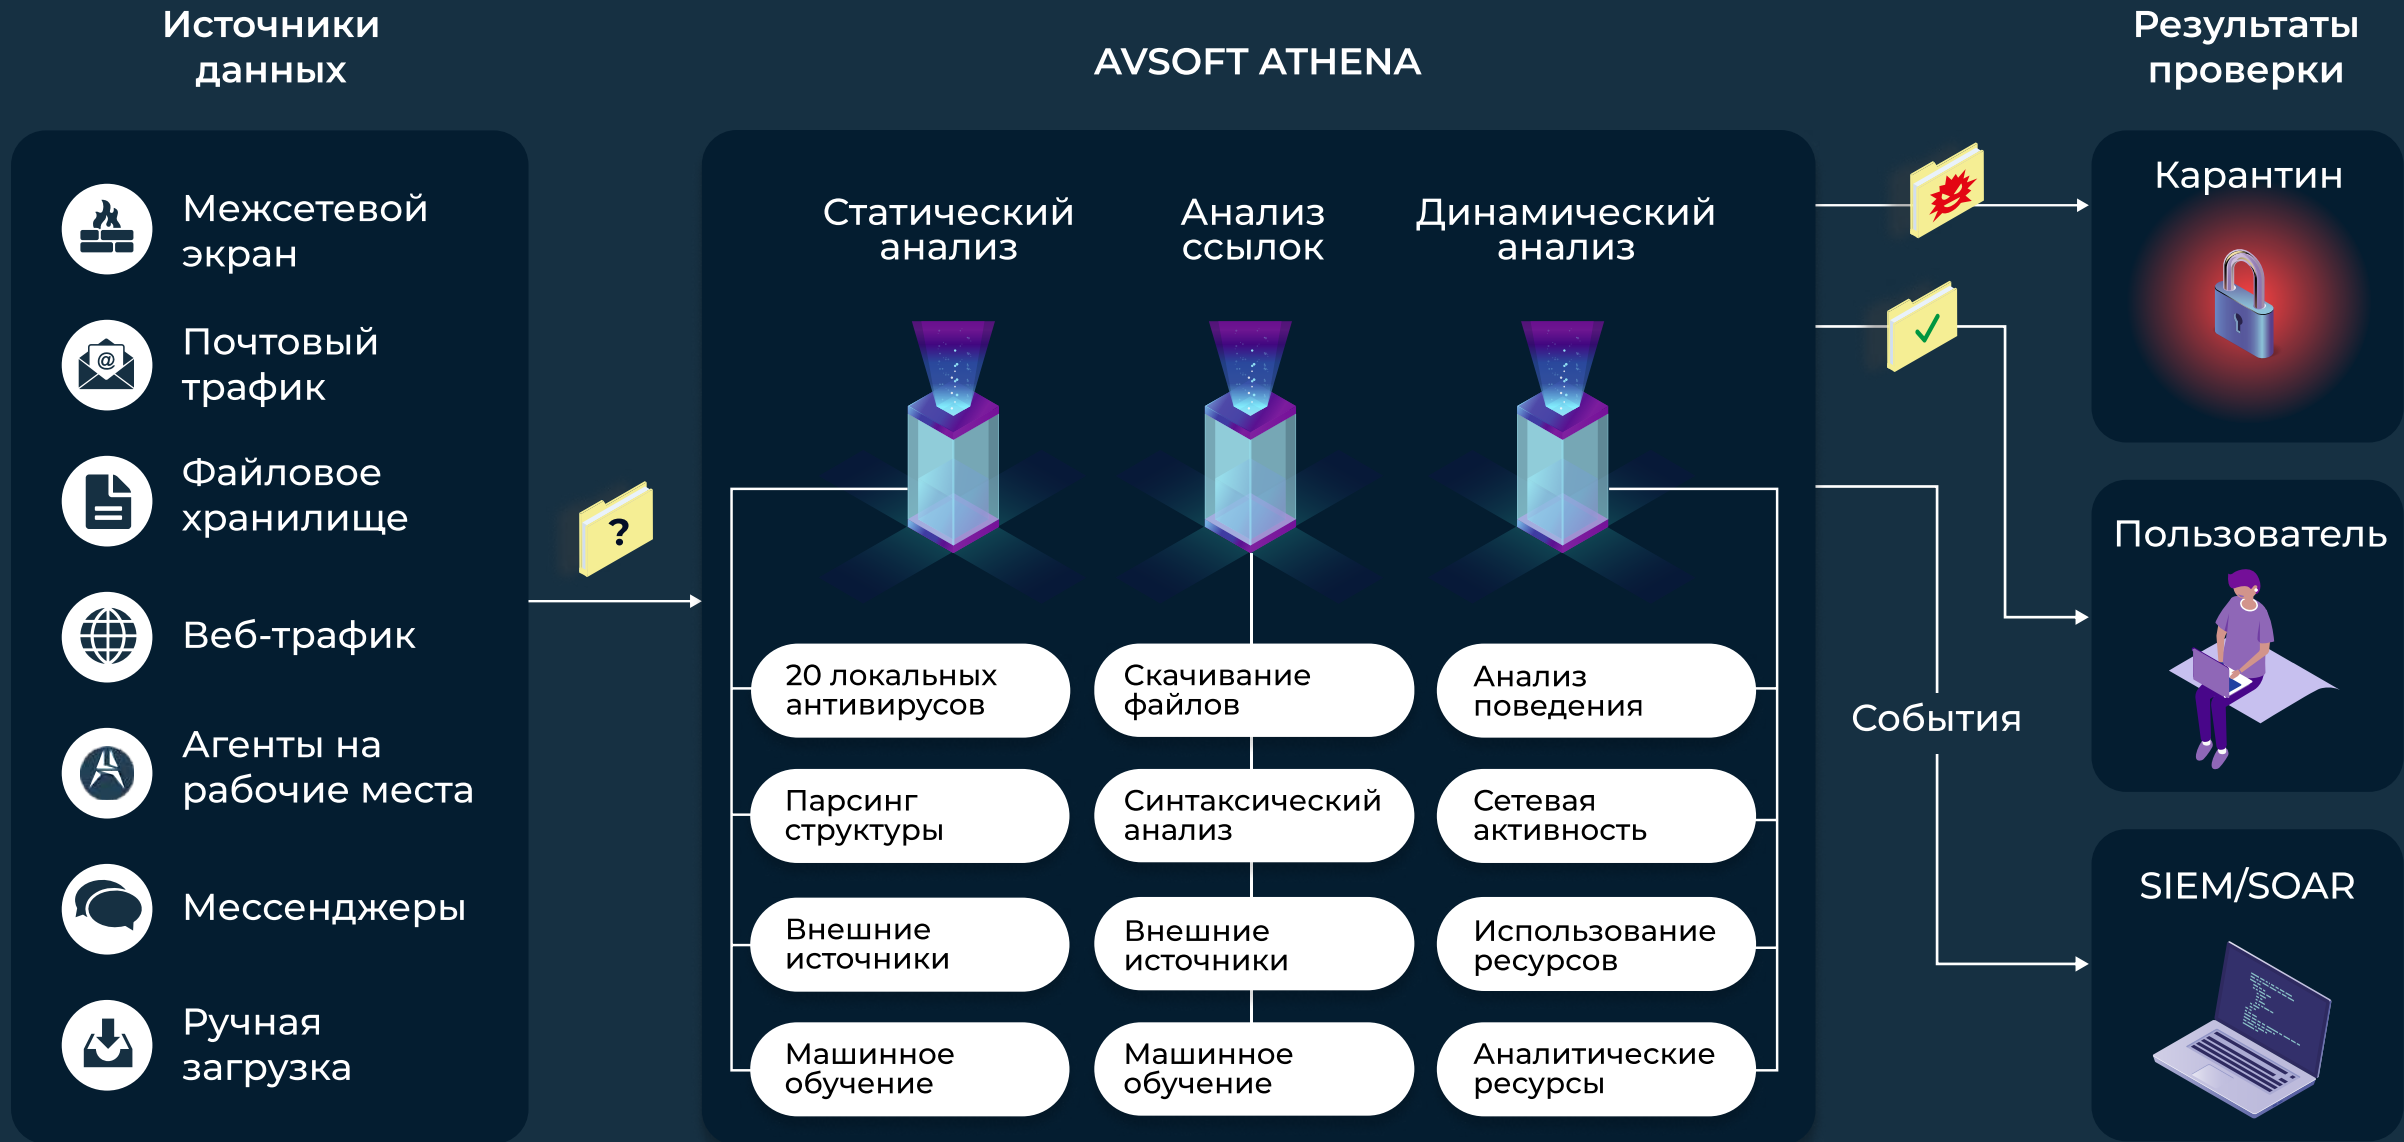 Источники
данных
AVSOFT ATHENA
Результаты
проверки
Межсетевой
экран
Почтовый
трафик
Файловое
хранилище
Веб-трафик
Агенты на
рабочие места
Мессенджеры
Ручная
загрузка
?
Статический
анализ
Анализ
ссылок
Динамический
анализ
20 локальных
антивирусов
Парсинг
структуры
Внешние
источники
Машинное
обучение
Скачивание
файлов
Синтаксический
анализ
Внешние
источники
Машинное
обучение
Анализ
поведения
Сетевая
активность
Использование
ресурсов
Аналитические
ресурсы
События
Карантин
Пользователь
SIEM/SOAR